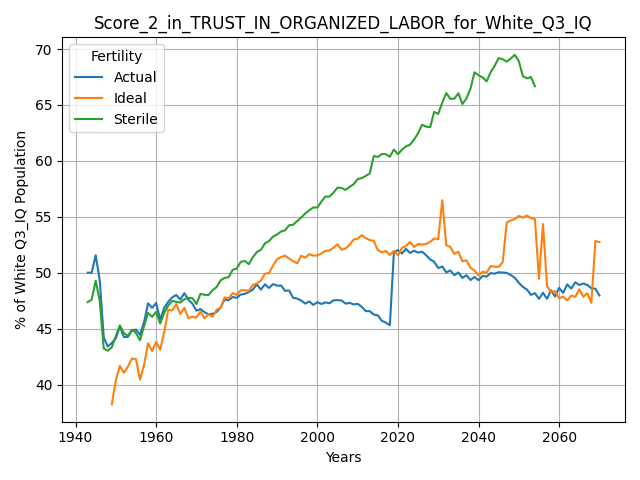 Score_2_in_TRUST_IN_ORGANIZED_LABOR_for_White_Q3_IQ
Fertility
Actual
Ideal
Sterile
% of White Q3_IQ Population
70
65
60
55
50
45
40
1940
1960
1980
2000
2020
2040
2060
Years